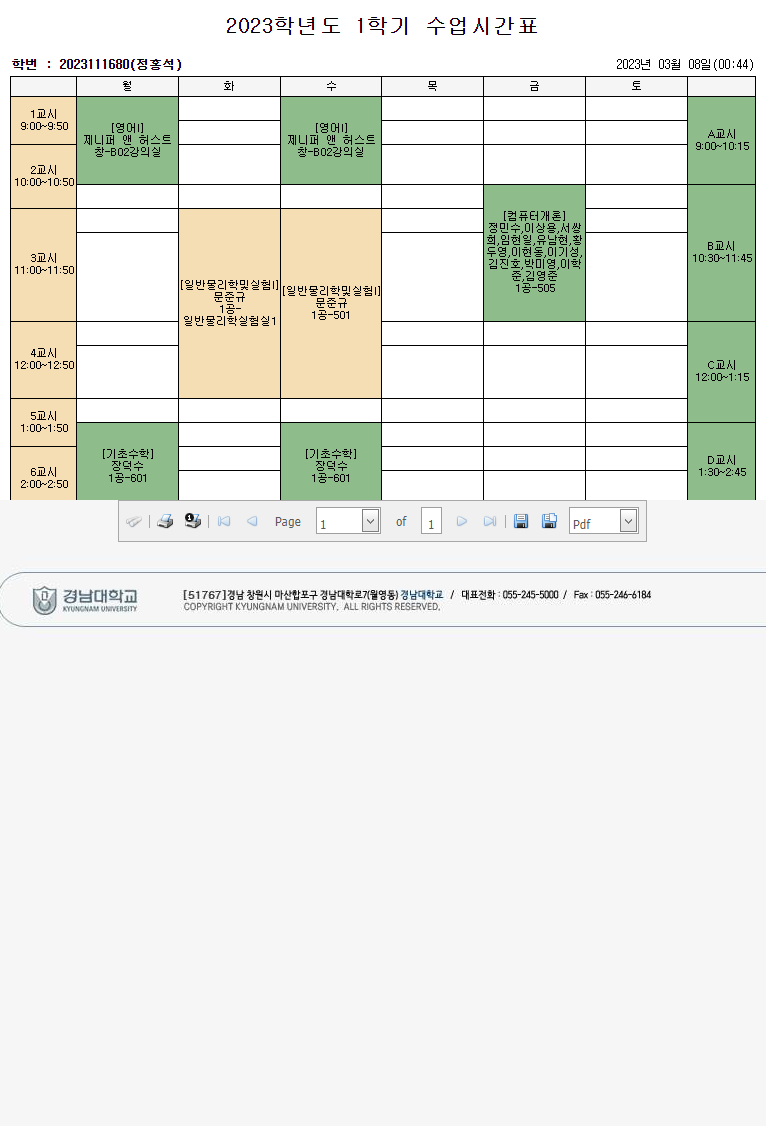 2023학년도 1학기 수업시간표
학번 : 2023111680(정홍석)
2023년 03월 08일(00:44)
월 화 수 목 금 토
1교시
9:00~9:50
[영어I]
제니퍼 앤 허스트
창-B02강의실
[영어I]
제니퍼 앤 허스트
창-B02강의실
A교시
9:00~10:15
2교시
10:00~10:50
[컴퓨터개론]
정민수,이상용,서쌍
희,임현일,유남현,황
두영,이현동,이기성,
김진호,박미영,이학
준,김영준
1공-505
B교시
10:30~11:45
3교시
11:00~11:50
[일반물리학및실험I]
문준규
1공-
일반물리학실험실1
[일반물리학및실험I]
문준규
1공-501
4교시
12:00~12:50
C교시
12:00~1:15
5교시
1:00~1:50
[기초수학]
장덕수
1공-601
[기초수학]
장덕수
1공-601
D교시
1:30~2:45
6교시
2:00~2:50
Page 1 of 1 Pdf
경남대학교
KYUNGNAM UNIVERSITY
[51767]경남 창원시 마산합포구 경남대학로7(월영동) 경남대학교 / 대표전화 : 055-245-5000 / Fax : 055-246-6184
COPYRIGHT KYUNGNAM UNIVERSITY, ALL RIGHTS RESERVED.